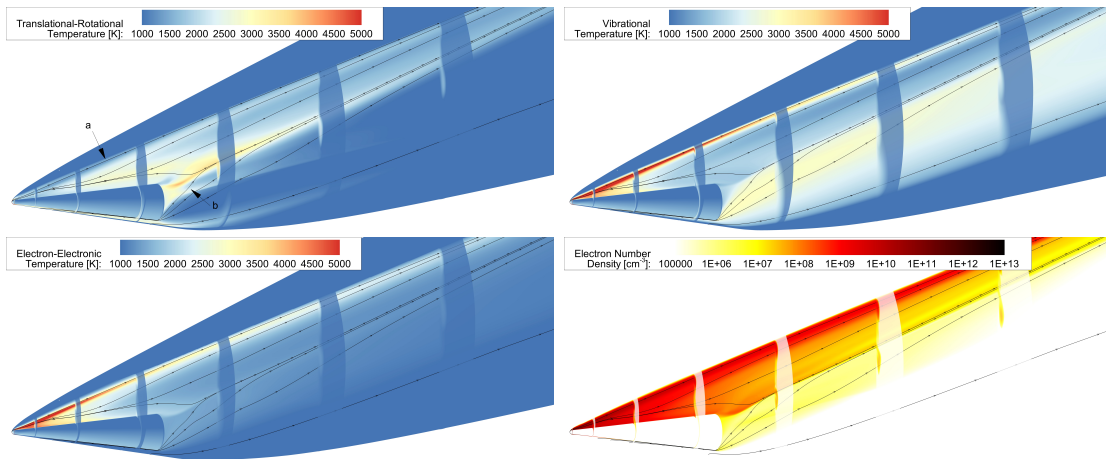 Translational-Rotational
Temperature [K]: 1000 1500 2000 2500 3000 3500 4000 4500 5000
a
b
Vibrational
Temperature [K]: 1000 1500 2000 2500 3000 3500 4000 4500 5000
Electron-Electronic
Temperature [K]: 1000 1500 2000 2500 3000 3500 4000 4500 5000
Electron Number
Density [cm⁻³]: 100000 1E+06 1E+07 1E+08 1E+09 1E+10 1E+11 1E+12 1E+13